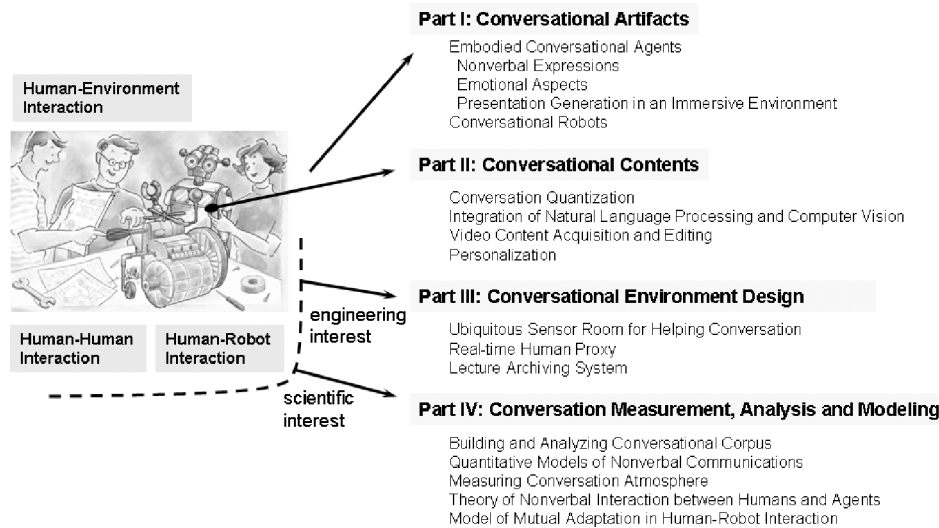 Human-Environment
Interaction
Human-Human
Interaction
Human-Robot
Interaction
engineering
interest
scientific
interest
Part I: Conversational Artifacts
Embodied Conversational Agents
Nonverbal Expressions
Emotional Aspects
Presentation Generation in an Immersive Environment
Conversational Robots
Part II: Conversational Contents
Conversation Quantization
Integration of Natural Language Processing and Computer Vision
Video Content Acquisition and Editing
Personalization
Part III: Conversational Environment Design
Ubiquitous Sensor Room for Helping Conversation
Real-time Human Proxy
Lecture Archiving System
Part IV: Conversation Measurement, Analysis and Modeling
Building and Analyzing Conversational Corpus
Quantitative Models of Nonverbal Communications
Measuring Conversation Atmosphere
Theory of Nonverbal Interaction between Humans and Agents
Model of Mutual Adaptation in Human-Robot Interaction